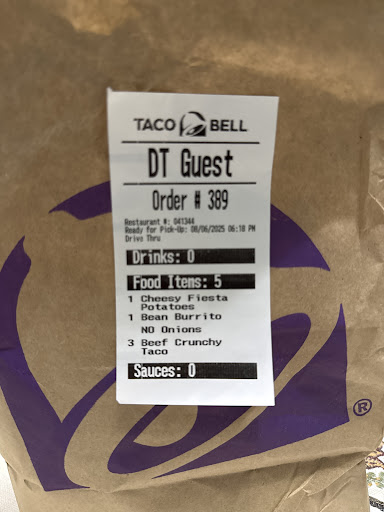 TACO BELL
DT Guest
Order # 389
Restaurant #: 041344
Ready for Pick-Up: 08/06/2025 06:18 PM
Drive Thru
Drinks: 0
Food Items: 5
1 Cheesy Fiesta
Potatoes
1 Bean Burrito
NO Onions
3 Beef Crunchy
Taco
Sauces: 0
®